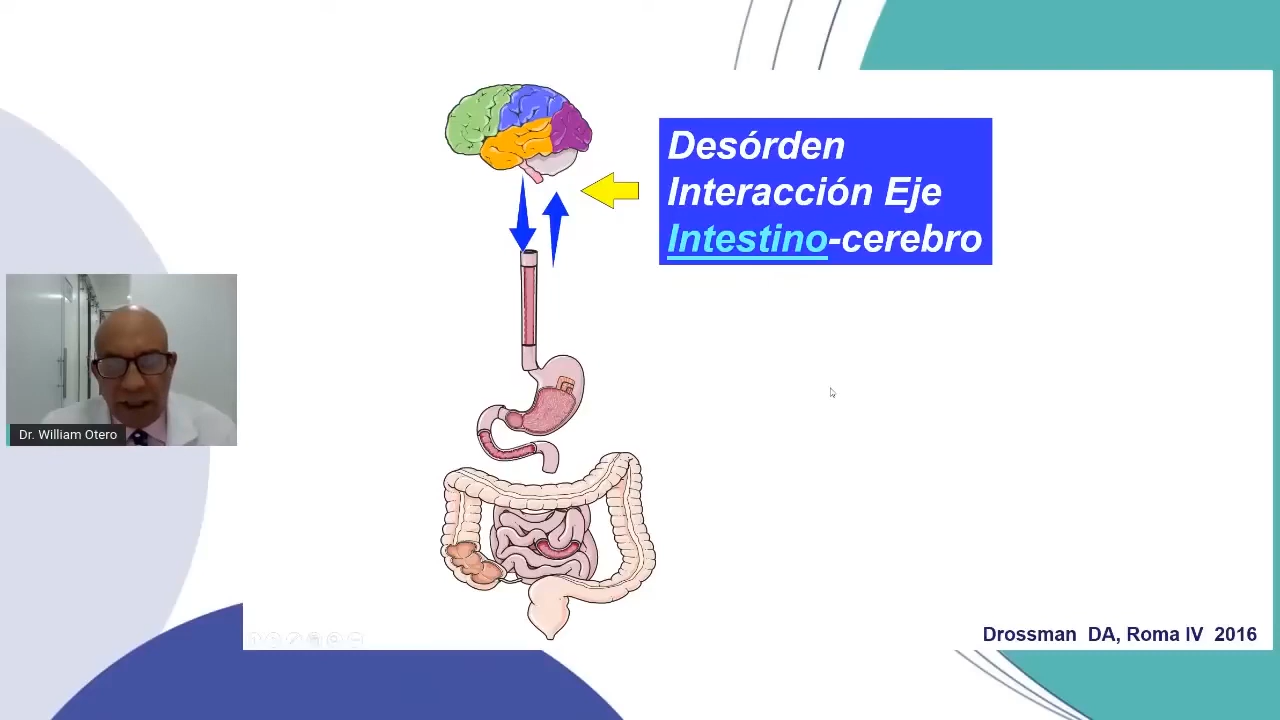 Desórden
Interacción Eje
Intestino-cerebro
Dr. William Otero
Drossman DA, Roma IV 2016